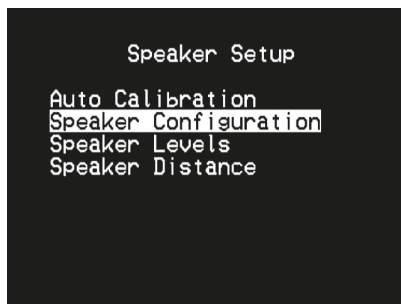 Speaker Setup
Auto Calibration
Speaker Configuration
Speaker Levels
Speaker Distance